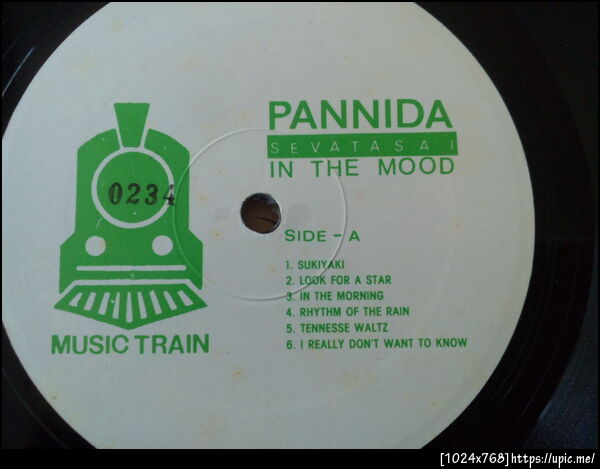 PANNIDA
SEVATASAI
IN THE MOOD
0234
SIDE – A
1. SUKIYAKI
2. LOOK FOR A STAR
3. IN THE MORNING
4. RHYTHM OF THE RAIN
5. TENNESSE WALTZ
6. I REALLY DON'T WANT TO KNOW
MUSIC TRAIN
[1024x768]https://upic.me/